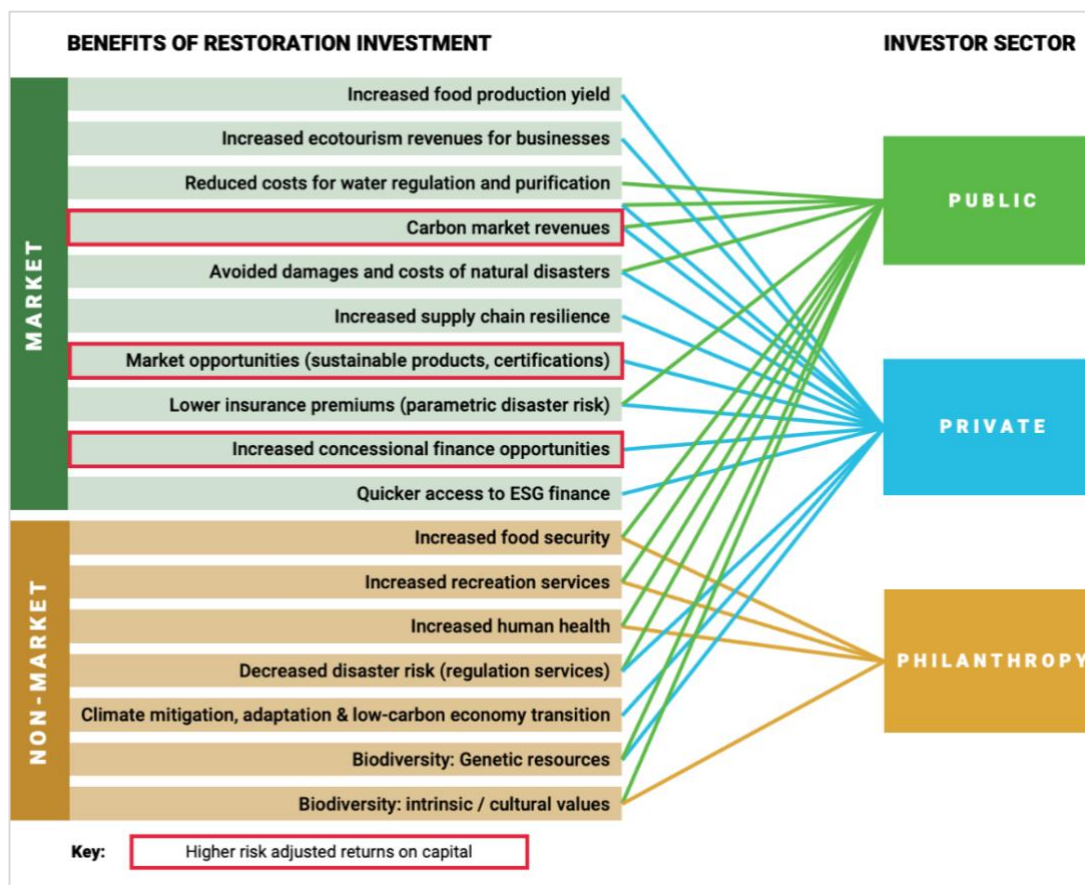 BENEFITS OF RESTORATION INVESTMENT
INVESTOR SECTOR
MARKET
Increased food production yield
Increased ecotourism revenues for businesses
Reduced costs for water regulation and purification
Carbon market revenues
Avoided damages and costs of natural disasters
Increased supply chain resilience
Market opportunities (sustainable products, certifications)
Lower insurance premiums (parametric disaster risk)
Increased concessional finance opportunities
Quicker access to ESG finance
NON-MARKET
Increased food security
Increased recreation services
Increased human health
Decreased disaster risk (regulation services)
Climate mitigation, adaptation & low-carbon economy transition
Biodiversity: Genetic resources
Biodiversity: intrinsic / cultural values
PUBLIC
PRIVATE
PHILANTHROPY
Key:
Higher risk adjusted returns on capital